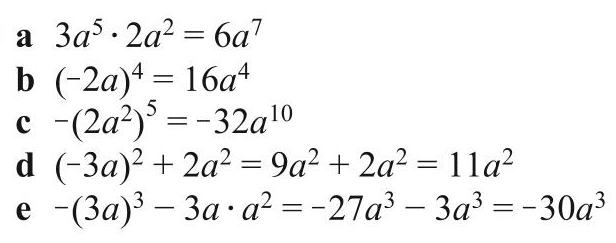 a 3a⁵ · 2a² = 6a⁷
b (-2a)⁴ = 16a⁴
c -(2a²)⁵ = -32a¹⁰
d (-3a)² + 2a² = 9a² + 2a² = 11a²
e -(3a)³ – 3a · a² = -27a³ – 3a³ = -30a³